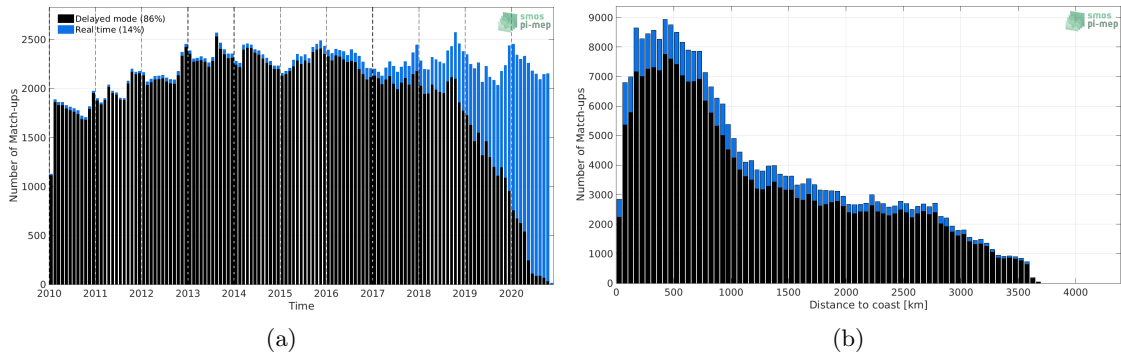 Delayed mode (86%)
Real time (14%)
smos
pi-mep
Number of Match-ups
2500
2000
1500
1000
500
0
2010 2011 2012 2013 2014 2015 2016 2017 2018 2019 2020
Time
(a)
smos
pi-mep
Number of Match-ups
9000
8000
7000
6000
5000
4000
3000
2000
1000
0
0 500 1000 1500 2000 2500 3000 3500 4000
Distance to coast [km]
(b)